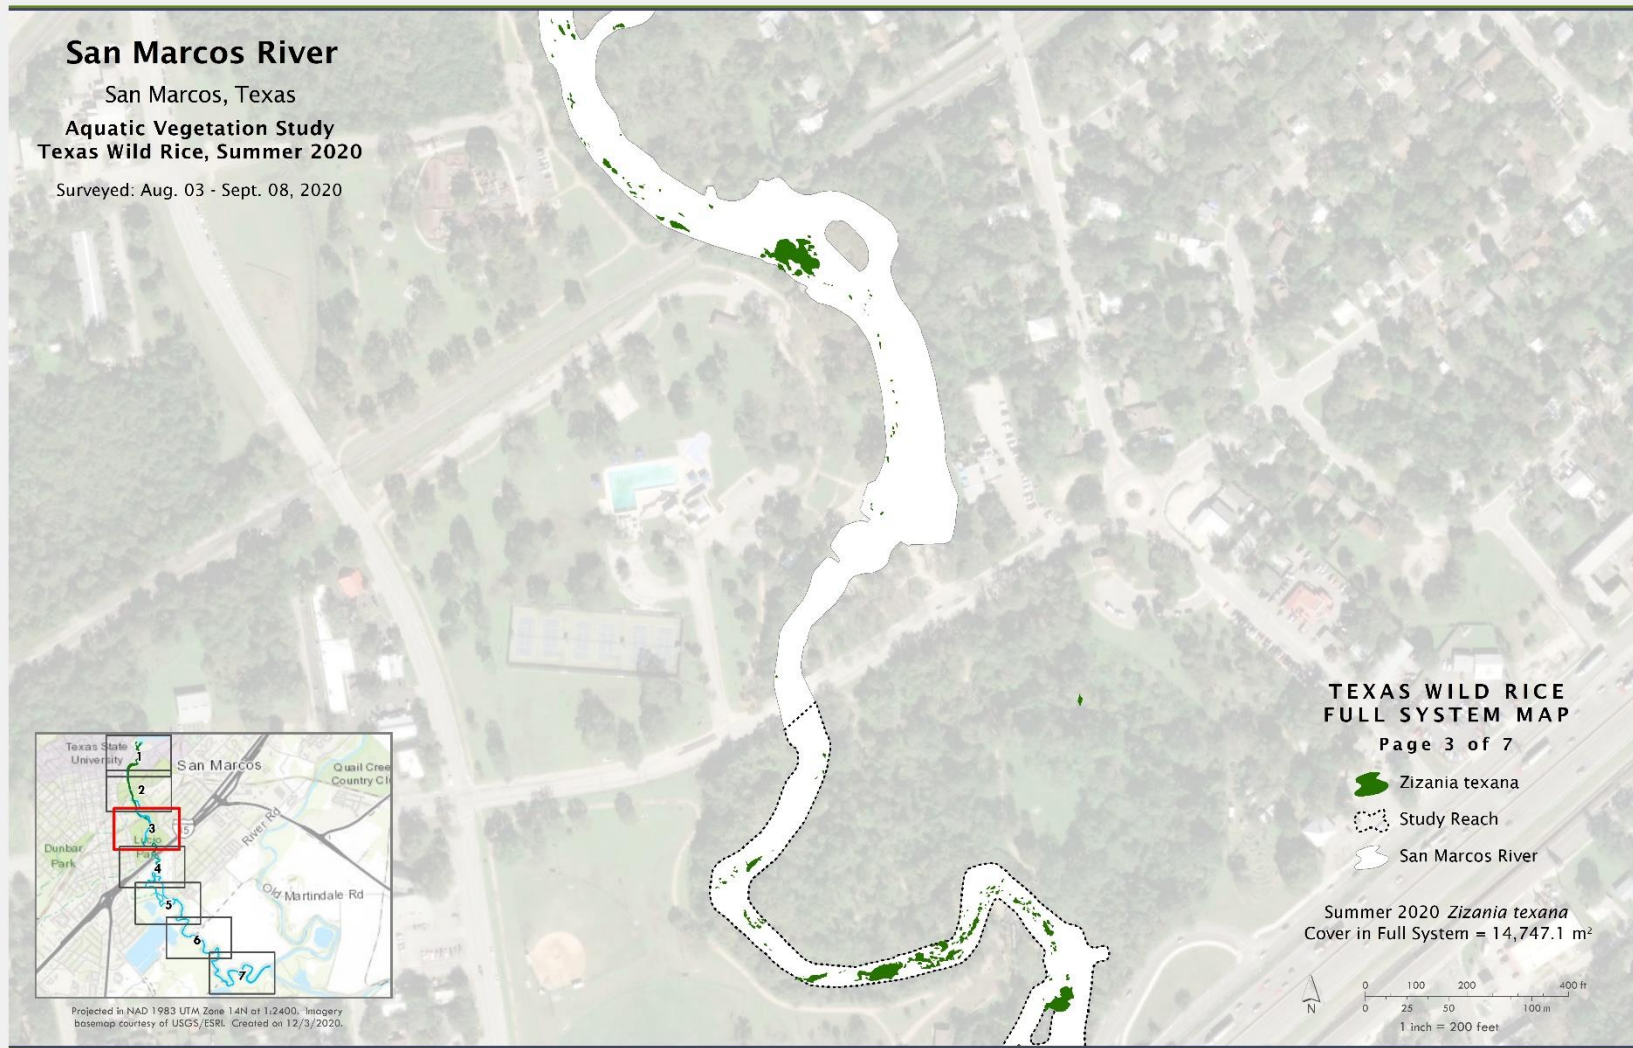 San Marcos River
San Marcos, Texas
Aquatic Vegetation Study
Texas Wild Rice, Summer 2020
Surveyed: Aug. 03 - Sept. 08, 2020
TEXAS WILD RICE
FULL SYSTEM MAP
Page 3 of 7
Zizania texana
Study Reach
San Marcos River
Summer 2020 Zizania texana
Cover in Full System = 14,747.1 m²
N
0 100 200 400 ft
0 25 50 100 m
1 inch = 200 feet
Texas State
University
San Marcos
Quail Cree
Country Cl
1
2
3
5
Dunbar
Park
River Rd
4
Old Martindale Rd
5
6
7
Projected in NAD 1983 UTM Zone 14N at 1:2400. Imagery
basemap courtesy of USGS/ESRI. Created on 12/3/2020.